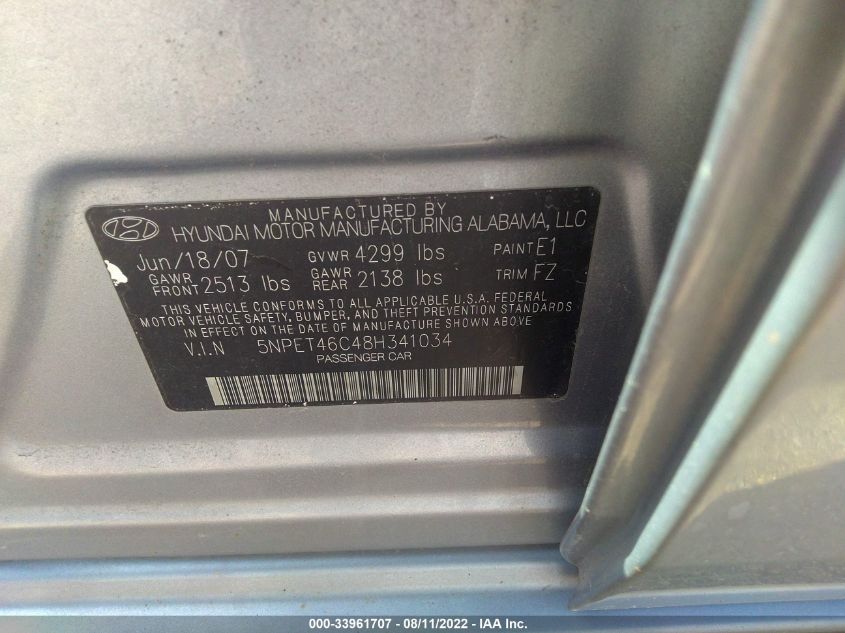 MANUFACTURED BY
HYUNDAI MOTOR MANUFACTURING ALABAMA, LLC
Jun/18/07 GVWR 4299 lbs PAINT E1
GAWR FRONT 2513 lbs GAWR REAR 2138 lbs TRIM FZ
THIS VEHICLE CONFORMS TO ALL APPLICABLE U.S.A. FEDERAL
MOTOR VEHICLE SAFETY, BUMPER, AND THEFT PREVENTION STANDARDS
IN EFFECT ON THE DATE OF MANUFACTURE SHOWN ABOVE
V.I.N 5NPET46C48H341034
PASSENGER CAR
000-33961707 - 08/11/2022 - IAA Inc.